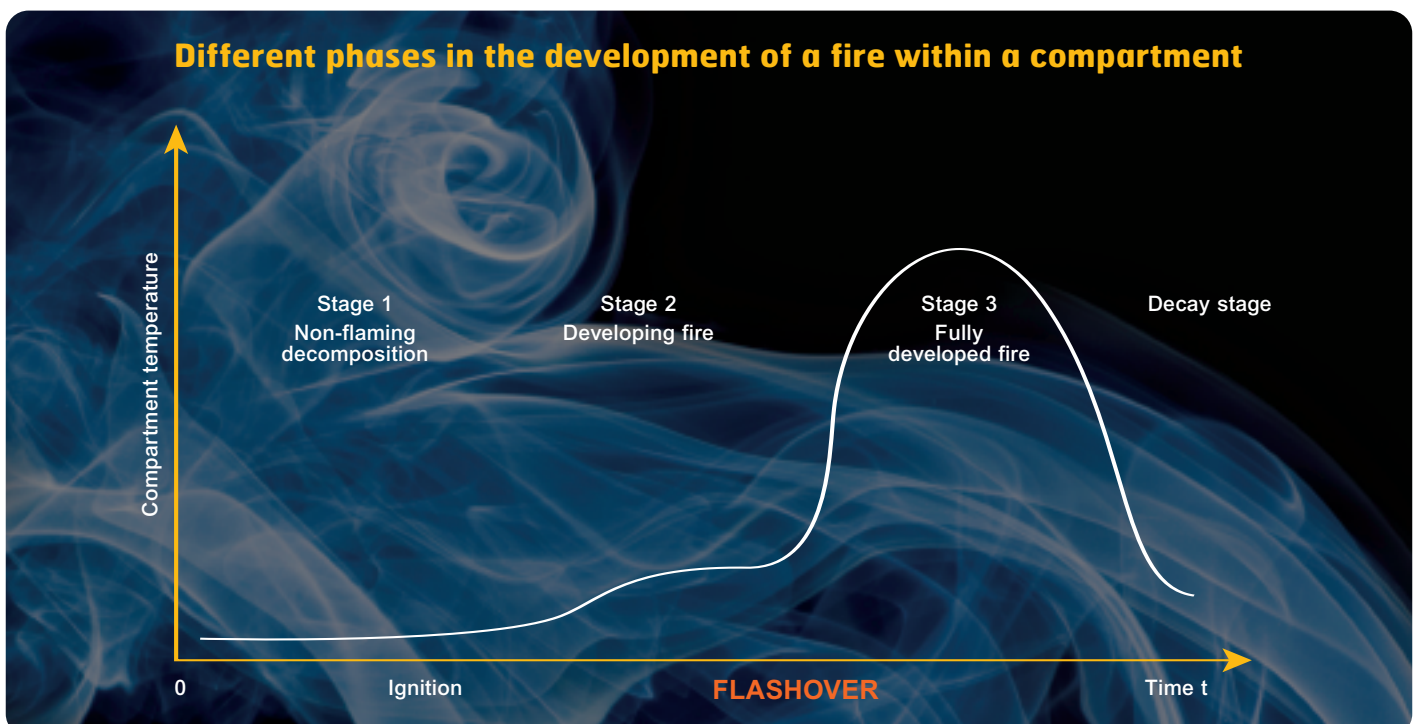 Different phases in the development of a fire within a compartment
Compartment temperature
Stage 1
Non-flaming
decomposition
Stage 2
Developing fire
Stage 3
Fully
developed fire
Decay stage
0
Ignition
FLASHOVER
Time t